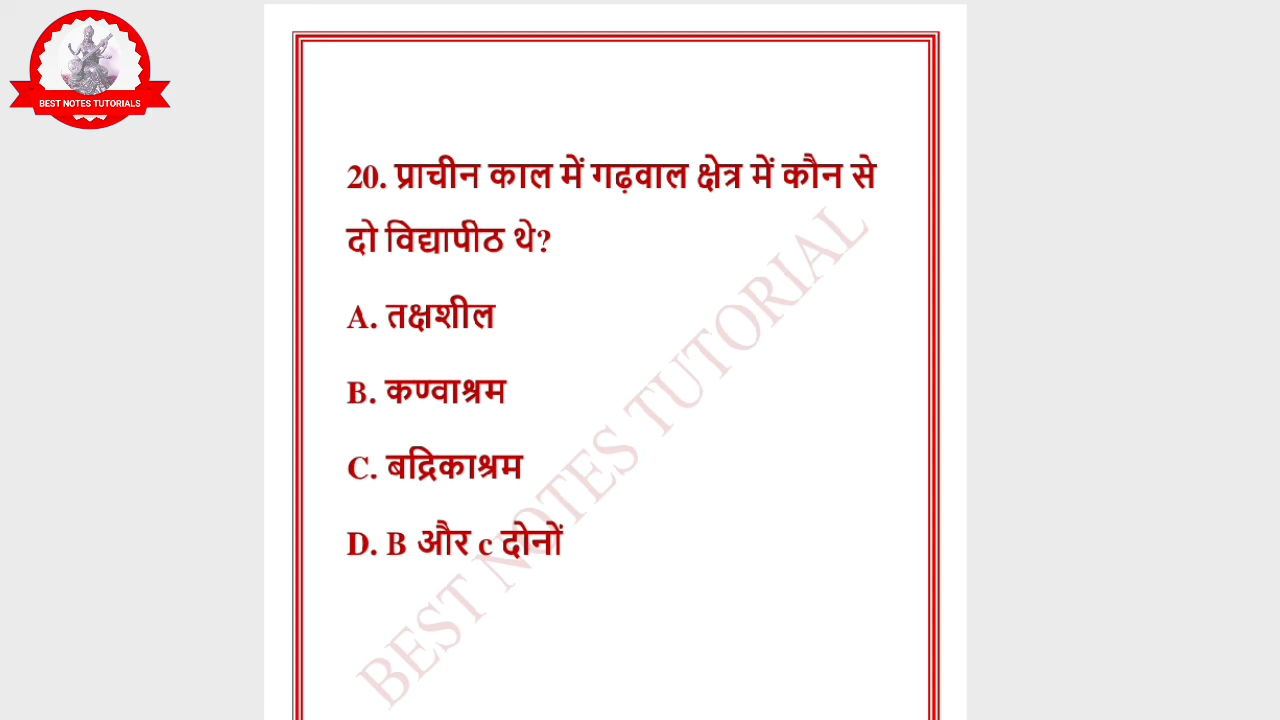 BEST NOTES TUTORIALS
20. प्राचीन काल में गढ़वाल क्षेत्र में कौन से
दो विद्यापीठ थे?
A. तक्षशील
B. कण्वाश्रम
C. बद्रिकाश्रम
D. B और c दोनों
BEST NOTES TUTORIAL